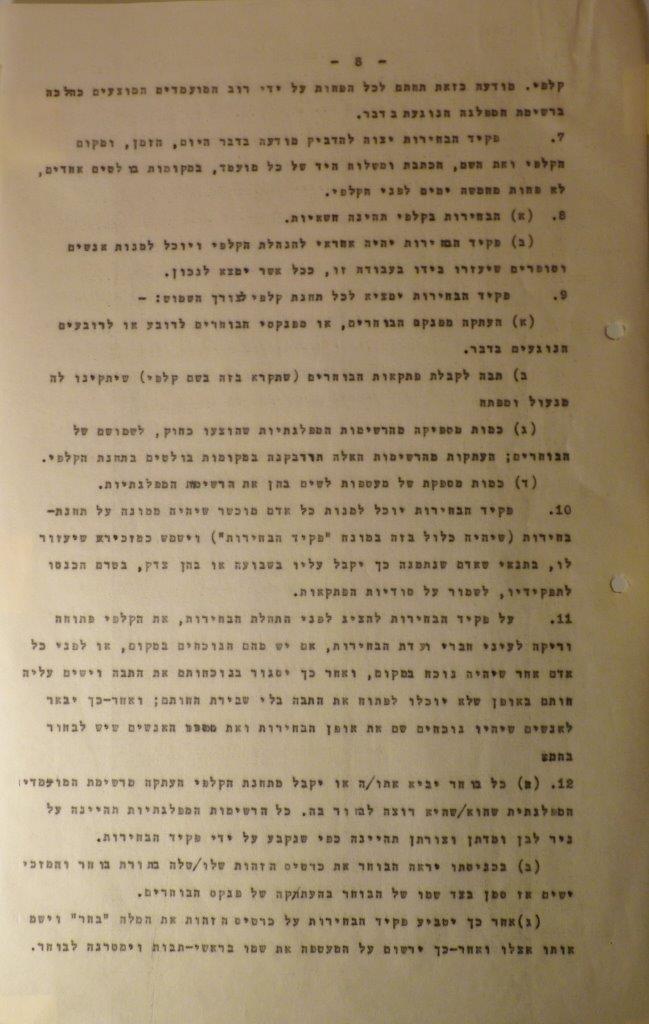 - 8 -
קלפי. מודעה כזאת תחתם לכל הפחות על ידי רוב המועמדים המוצעים כהלכה
ברשימת המפלגה הנוגעת בדבר.
7. פקיד הבחירות יצוה להדביק מודעה בדבר היום, הזמן, ומקום
הקלפי ואת השם, הכתבת ומשלוח היד של כל מועמד, במקומות בולטים אחדים,
לא פחות מחמשה ימים לפני הקלפי.
8. (א) הבחירות בקלפי תהינה חשאיות.
(ב) פקיד הבחירות יהיה אחראי להנהלת הקלפי ויוכל למנות אנשים
וסופרים שיעזרו בידו בעבודה זו, ככל אשר ימצא לנכון.
9. פקיד הבחירות ימציא לכל תחנת קלפי לצורך השמוש: -
(א) העתקה מפנקס הבוחרים, או מפנקסי הבוחרים לרובע או לרובעים
הנוגעים בדבר.
ב) תבה לקבלת פתקאות הבוחרים (שתקרא בזה בשם קלפי) שיתקינו לה
מנעול ומפתח
(ג) כמות מספיקה מהרשימות המפלגתיות שהוצעו כחוק, לשמושם של
הבוחרים; העתקות מהרשימות האלה תודבקנה במקומות בולטים בתחנת הקלפי.
(ד) כמות מספקת של מעטפות לשים בהן את הרשימות המפלגתיות.
10. פקיד הבחירות יוכל למנות כל אדם מוכשר שיהיה ממונה על תחנת-
בחירות (שיהיה כלול בזה במונח "פקיד הבחירות") וישמש כמזכירא שיעזור
לו, בתנאי שאדם שנתמנה כך יקבל עליו בשבועה או בהן צדק, בטרם הכנסו
לתפקידיו, לשמור על סודיות הפתקאות.
11. על פקיד הבחירות להציג לפני התחלת הבחירות, את הקלפי פתוחה
וריקה לעיני חברי ועדת הבחירות, אם יש מהם הנוכחים במקום, או לפני כל
אדם אחר שיהיה נוכח במקום, ואחר כך יסגור בנוכחותם את התבה וישים עליה
חותם באופן שלא יוכלו לפתוח את התבה בלי שבירת החותם; ואחר-כך יבאר
לאנשים שיהיו נוכחים שם את אופן הבחירות ואת מספר האנשים שיש לבחור
בהם
12. (א) כל בוחר יביא אתו/ה או יקבל מתחנת הקלפי העתקה מרשימת המועמדים
המפלגתית שהוא/שהיא רוצה לבחור בה. כל הרשימות המפלגתיות תהיינה על
ניר לבן ומדתן וצורתן תהיינה כפי שנקבע על ידי פקיד הבחירות.
(ב) בכניסתו יראה הבוחר את כרטיס הזהות שלו/שלה בתורת בוחר והמזכי
ישים אז סמן בצד שמו של הבוחר בהעתקה של פנקס הבוחרים.
(ג)אחר כך יטביע פקיד הבחירות על כרטיס הזהות את המלה "בחר" וישם
אותו אצלו ואחר-כך ירשום על המעטפה את שמו בראשי-תבות וימסרנה לבוחר.